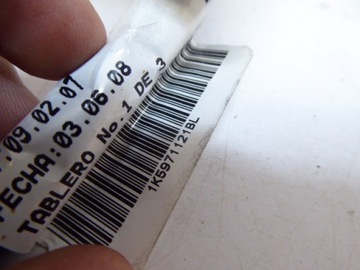 :09.02.07
FECHA:03.06.08
TABLERO No.1 DE 3
1K5971121BL